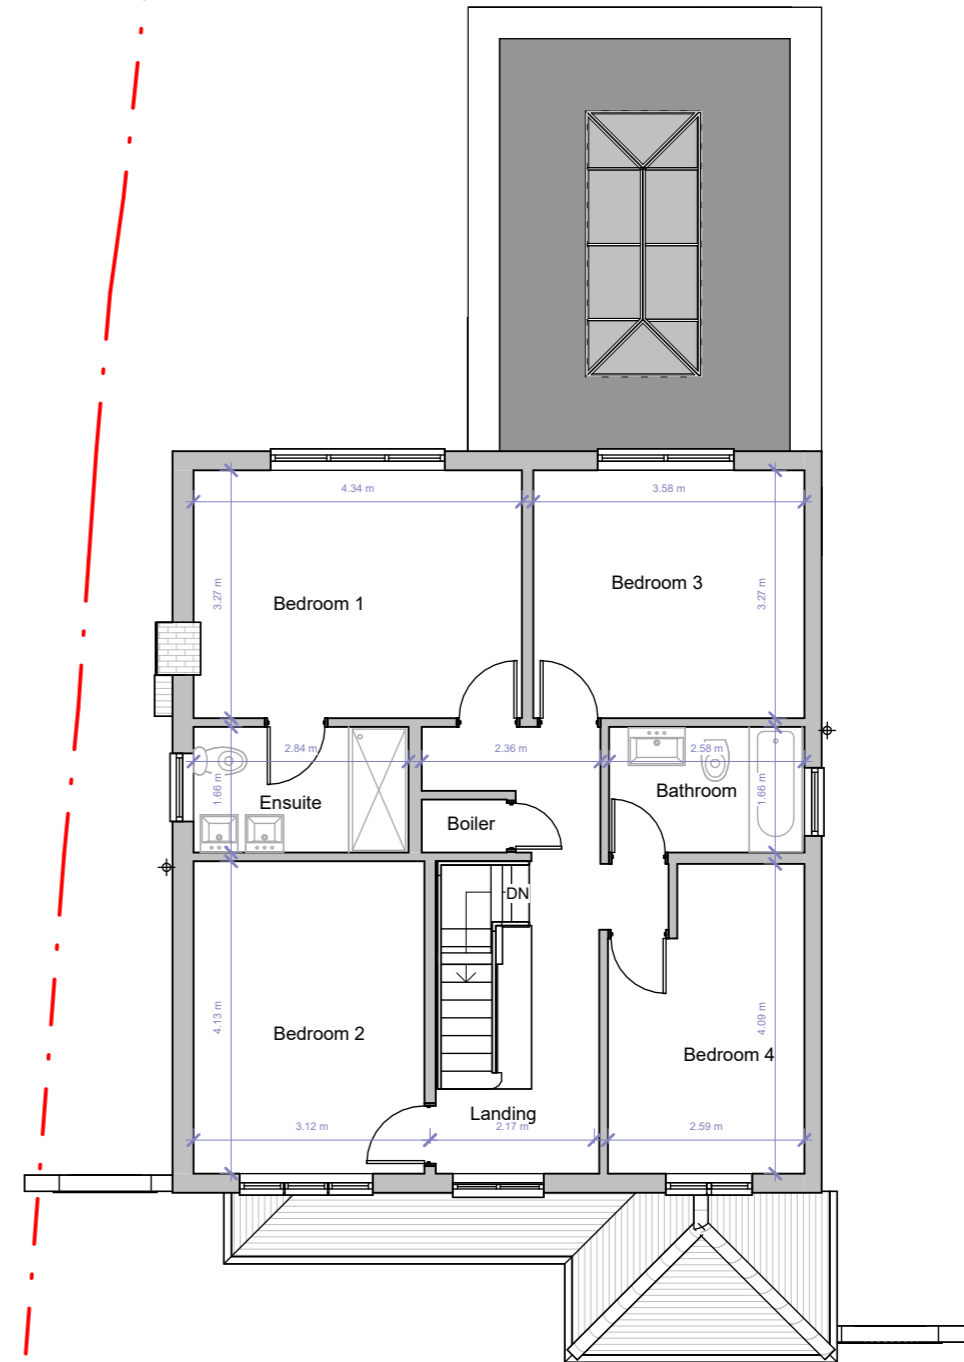 4.34 m
3.58 m
3.27 m
3.27 m
Bedroom 1
Bedroom 3
2.84 m
2.36 m
2.58 m
1.66 m
1.66 m
Ensuite
Bathroom
Boiler
DN
4.13 m
4.09 m
Bedroom 2
Bedroom 4
Landing
3.12 m
2.17 m
2.59 m